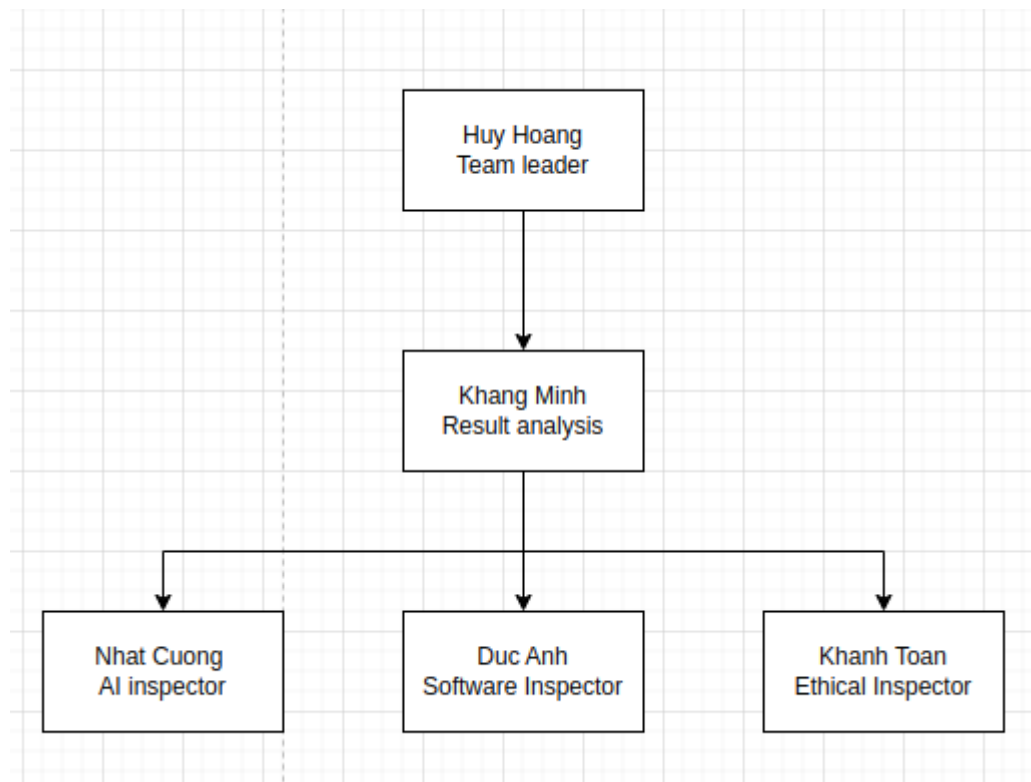 Huy Hoang
Team leader
Khang Minh
Result analysis
Nhat Cuong
AI inspector
Duc Anh
Software Inspector
Khanh Toan
Ethical Inspector